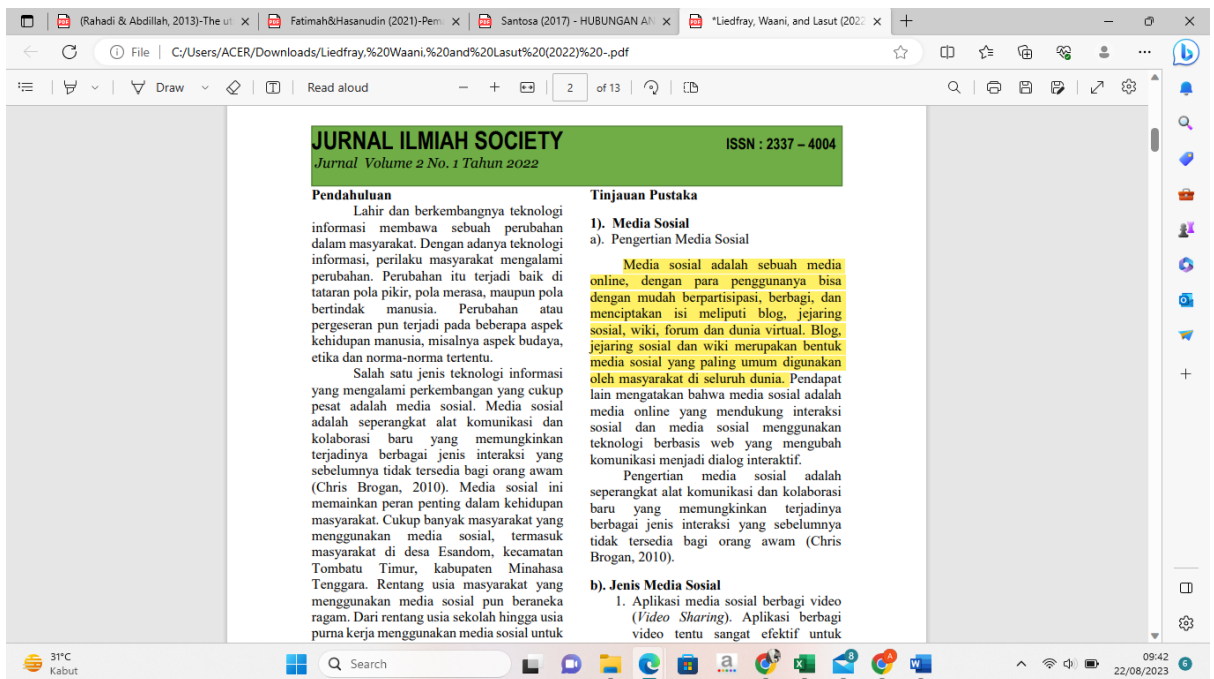 (Rahadi & Abdillah, 2013)-The ut
Fatimah&Hasanudin (2021)-Pem
Santosa (2017) - HUBUNGAN AN
*Liedfray, Waani, and Lasut (2022
File
C:/Users/ACER/Downloads/Liedfray,%20Waani,%20and%20Lasut%20(2022)%20-.pdf
Draw
Read aloud
2
of 13
JURNAL ILMIAH SOCIETY
ISSN : 2337 – 4004
Jurnal Volume 2 No. 1 Tahun 2022
Pendahuluan
Lahir dan berkembangnya teknologi
informasi membawa sebuah perubahan
dalam masyarakat. Dengan adanya teknologi
informasi, perilaku masyarakat mengalami
perubahan. Perubahan itu terjadi baik di
tataran pola pikir, pola merasa, maupun pola
bertindak manusia. Perubahan atau
pergeseran pun terjadi pada beberapa aspek
kehidupan manusia, misalnya aspek budaya,
etika dan norma-norma tertentu.
Salah satu jenis teknologi informasi
yang mengalami perkembangan yang cukup
pesat adalah media sosial. Media sosial
adalah seperangkat alat komunikasi dan
kolaborasi baru yang memungkinkan
terjadinya berbagai jenis interaksi yang
sebelumnya tidak tersedia bagi orang awam
(Chris Brogan, 2010). Media sosial ini
memainkan peran penting dalam kehidupan
masyarakat. Cukup banyak masyarakat yang
menggunakan media sosial, termasuk
masyarakat di desa Esandom, kecamatan
Tombatu Timur, kabupaten Minahasa
Tenggara. Rentang usia masyarakat yang
menggunakan media sosial pun beraneka
ragam. Dari rentang usia sekolah hingga usia
purna kerja menggunakan media sosial untuk
Tinjauan Pustaka
1). Media Sosial
a). Pengertian Media Sosial
Media sosial adalah sebuah media
online, dengan para penggunanya bisa
dengan mudah berpartisipasi, berbagi, dan
menciptakan isi meliputi blog, jejaring
sosial, wiki, forum dan dunia virtual. Blog,
jejaring sosial dan wiki merupakan bentuk
media sosial yang paling umum digunakan
oleh masyarakat di seluruh dunia. Pendapat
lain mengatakan bahwa media sosial adalah
media online yang mendukung interaksi
sosial dan media sosial menggunakan
teknologi berbasis web yang mengubah
komunikasi menjadi dialog interaktif.
Pengertian media sosial adalah
seperangkat alat komunikasi dan kolaborasi
baru yang memungkinkan terjadinya
berbagai jenis interaksi yang sebelumnya
tidak tersedia bagi orang awam (Chris
Brogan, 2010).
b). Jenis Media Sosial
1. Aplikasi media sosial berbagi video
(Video Sharing). Aplikasi berbagi
video tentu sangat efektif untuk
31°C
Kabut
Search
8
09:42
22/08/2023
6